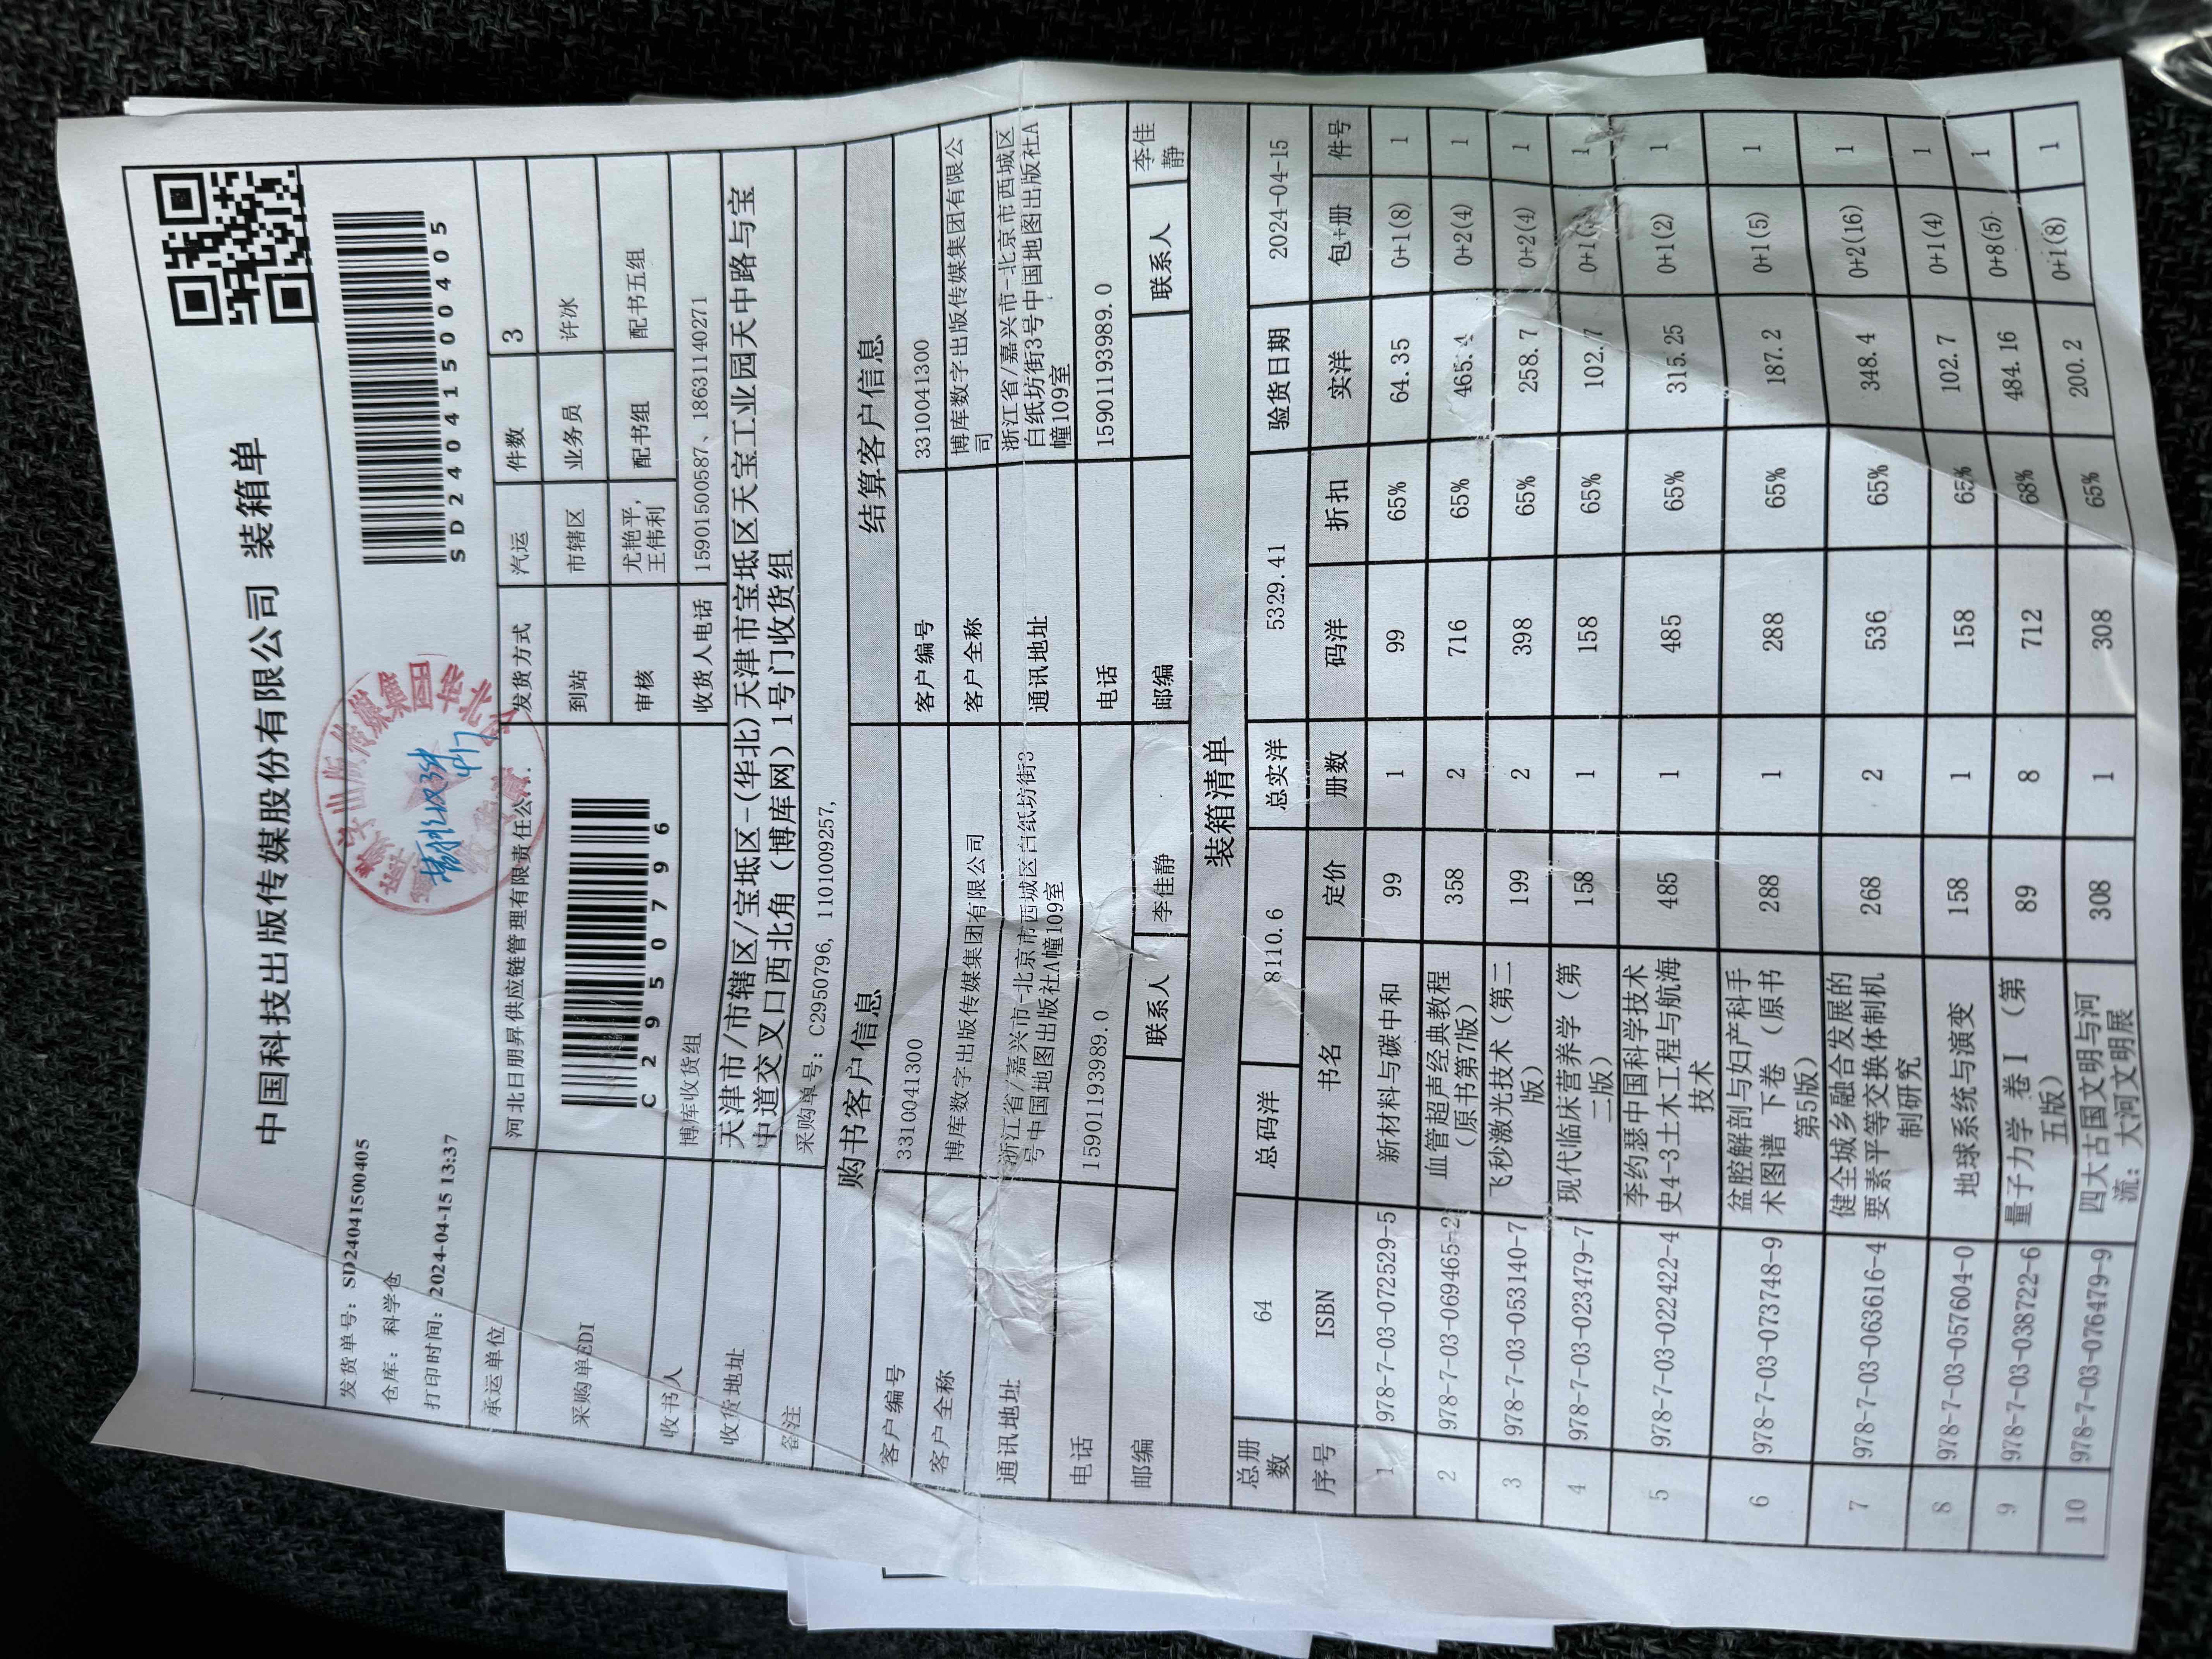 中国科技出版传媒股份有限公司 装箱单
发货单号：SD24041500405
仓库：科学仓
打印时间：2024-04-15 13:37
SD2404150 0405
承运单位 河北日朋昇供应链管理有限责任公 发货方式 汽运 件数 3
采购单EDI C2950796 到站 市辖区 业务员 许冰
审核 尤艳平，
王伟利 配书组 配书五组
收书人 博库收货组 收货人电话 15901500587、18631140271
收货地址 天津市/市辖区/宝坻区-(华北)天津市宝坻区天宝工业园天中路与宝
中道交叉口西北角（博库网）1号门收货组
备注 采购单号：C2950796, 1101009257,
购书客户信息 结算客户信息
客户编号 3310041300 客户编号 3310041300
客户全称 博库数字出版传媒集团有限公司 客户全称 博库数字出版传媒集团有限公
司
通讯地址 浙江省/嘉兴市-北京市西城区白纸坊街3
号中国地图出版社A幢109室 通讯地址 浙江省/嘉兴市-北京市西城区
白纸坊街3号中国地图出版社A
幢109室
电话 15901193989.0 电话 15901193989.0
邮编 联系人 李佳静 邮编 联系人 李佳
静
装箱清单
总册
数 64 总码洋 8110.6 总实洋 5329.41 验货日期 2024-04-15
序号 ISBN 书名 定价 册数 码洋 折扣 实洋 包+册 件号
1 978-7-03-072529-5 新材料与碳中和 99 1 99 65% 64.35 0+1(8) 1
2 978-7-03-069465-2 血管超声经典教程
（原书第7版） 358 2 716 65% 465.4 0+2(4) 1
3 978-7-03-053140-7 飞秒激光技术（第二
版） 199 2 398 65% 258.7 0+2(4) 1
4 978-7-03-023479-7 现代临床营养学（第
二版） 158 1 158 65% 102.7 0+1( 1
5 978-7-03-022422-4 李约瑟中国科学技术
史4-3土木工程与航海
技术 485 1 485 65% 315.25 0+1(2) 1
6 978-7-03-073748-9 盆腔解剖与妇产科手
术图谱 下卷 （原书
第5版） 288 1 288 65% 187.2 0+1(5) 1
7 978-7-03-063616-4 健全城乡融合发展的
要素平等交换体制机
制研究 268 2 536 65% 348.4 0+2(16) 1
8 978-7-03-057604-0 地球系统与演变 158 1 158 65% 102.7 0+1(4) 1
9 978-7-03-038722-6 量子力学 卷Ⅰ （第
五版） 89 8 712 68% 484.16 0+8(5) 1
10 978-7-03-076479-9 四大古国文明与河
流：大河文明展 308 1 308 65% 200.2 0+1(8) 1